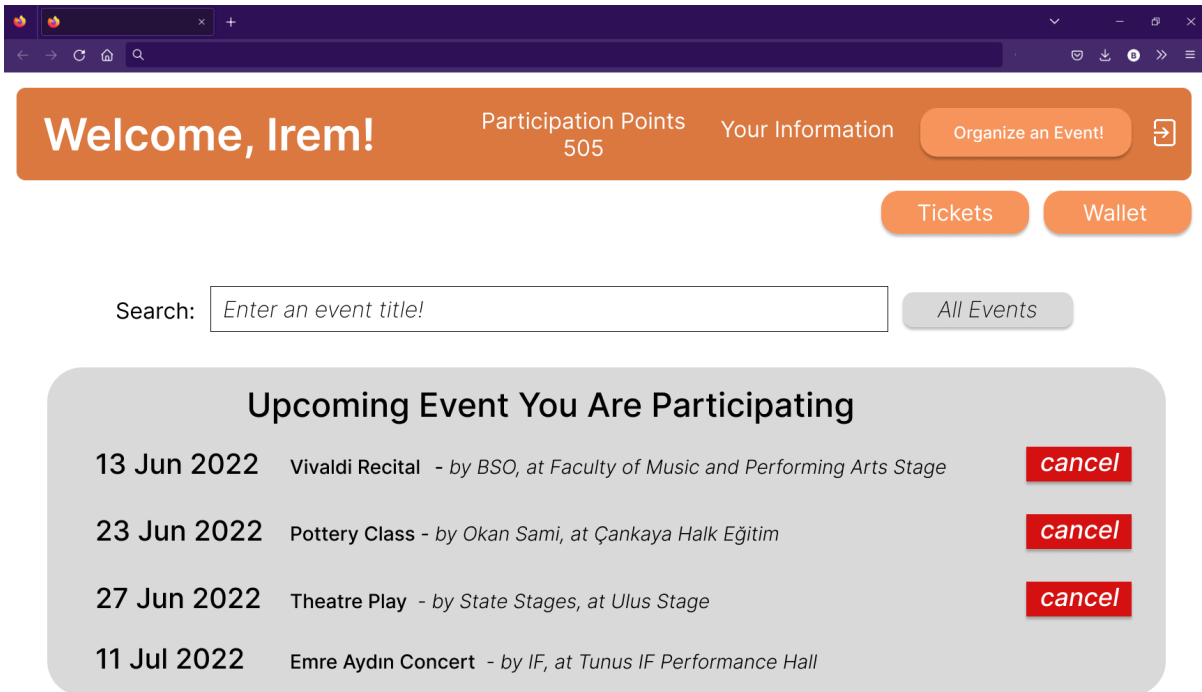 Welcome, Irem!
Participation Points
505
Your Information
Organize an Event!
Tickets
Wallet
Search:
Enter an event title!
All Events
Upcoming Event You Are Participating
13 Jun 2022 Vivaldi Recital - by BSO, at Faculty of Music and Performing Arts Stage cancel
23 Jun 2022 Pottery Class - by Okan Sami, at Çankaya Halk Eğitim cancel
27 Jun 2022 Theatre Play - by State Stages, at Ulus Stage cancel
11 Jul 2022 Emre Aydın Concert - by IF, at Tunus IF Performance Hall